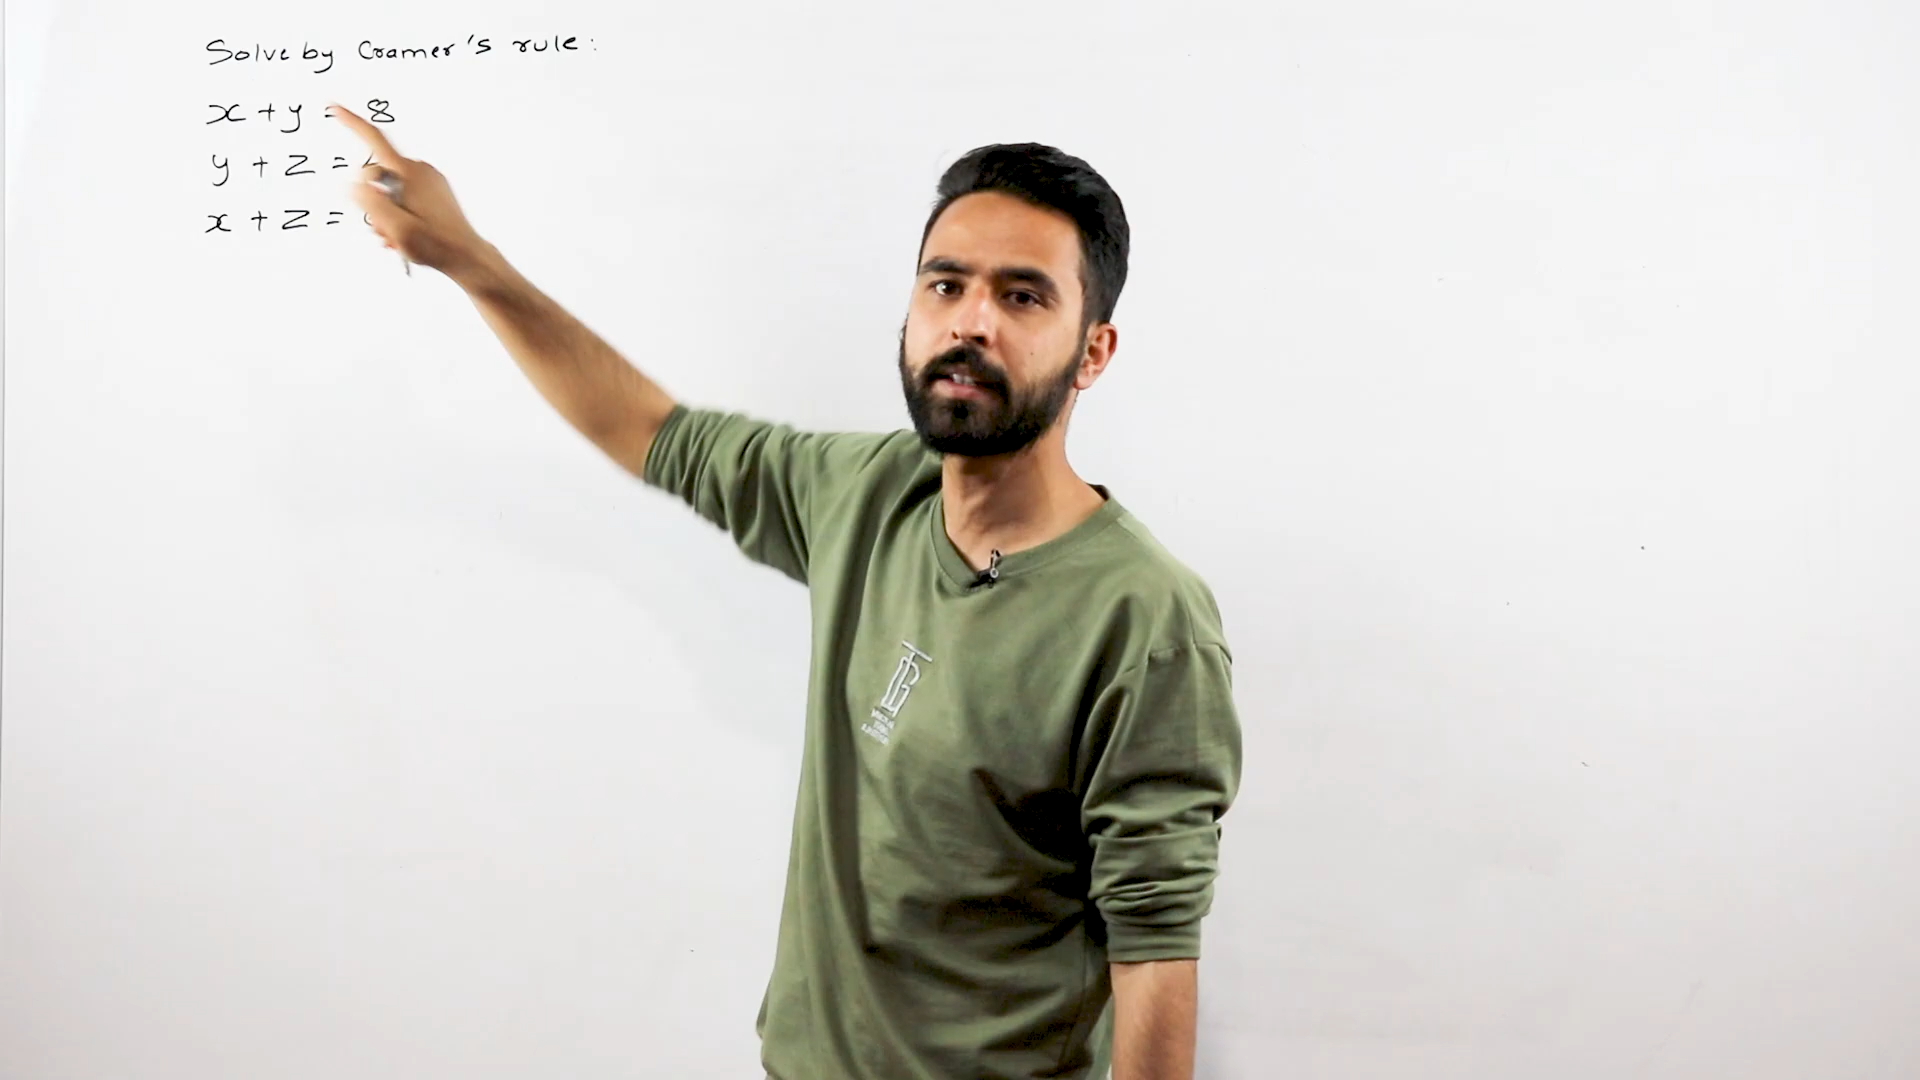 Solve by Cramer's rule:
x + y = 8
y + z =
x + z =